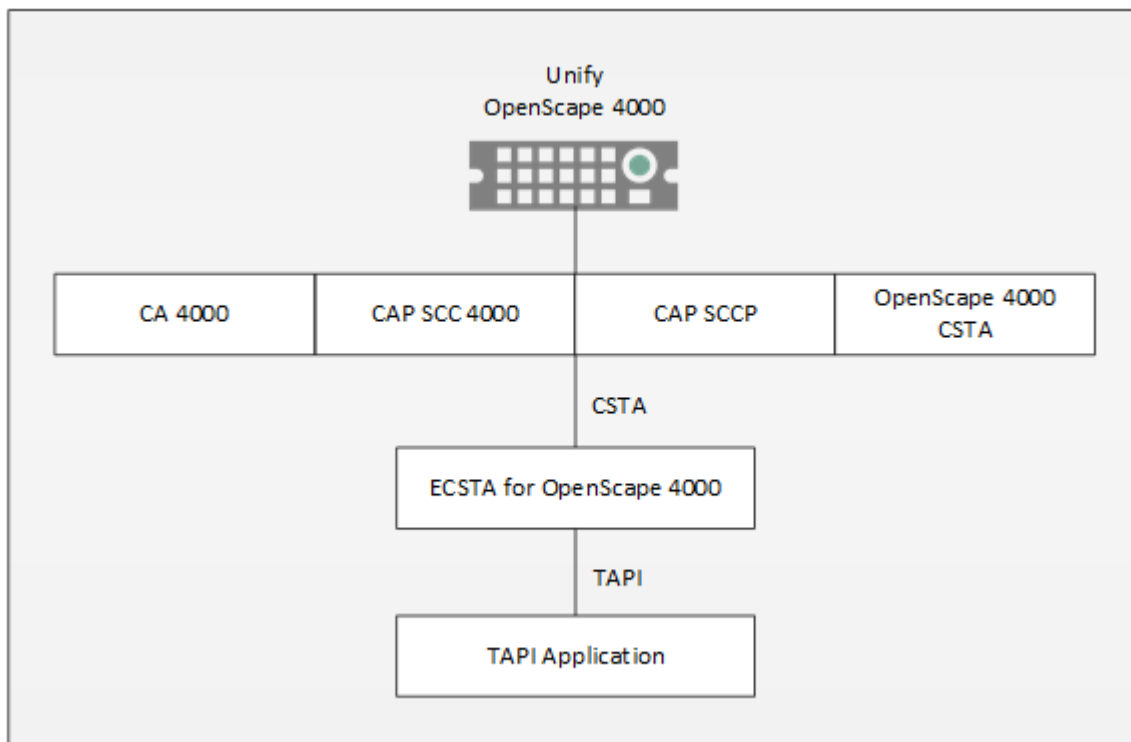 Unify
OpenScape 4000
CA 4000
CAP SCC 4000
CAP SCCP
OpenScape 4000
CSTA
CSTA
ECSTA for OpenScape 4000
TAPI
TAPI Application